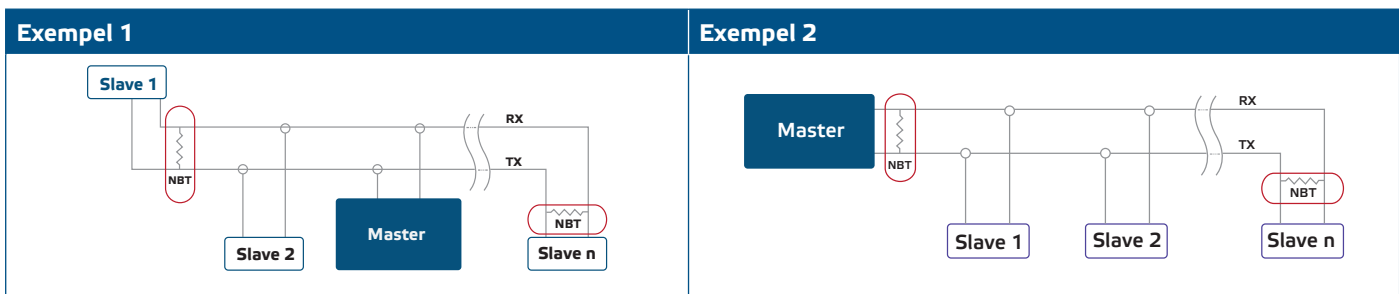 Exempel 1
Slave 1
RX
TX
NBT
NBT
Master
Slave 2
Slave n
Exempel 2
Master
RX
TX
NBT
NBT
Slave 1
Slave 2
Slave n